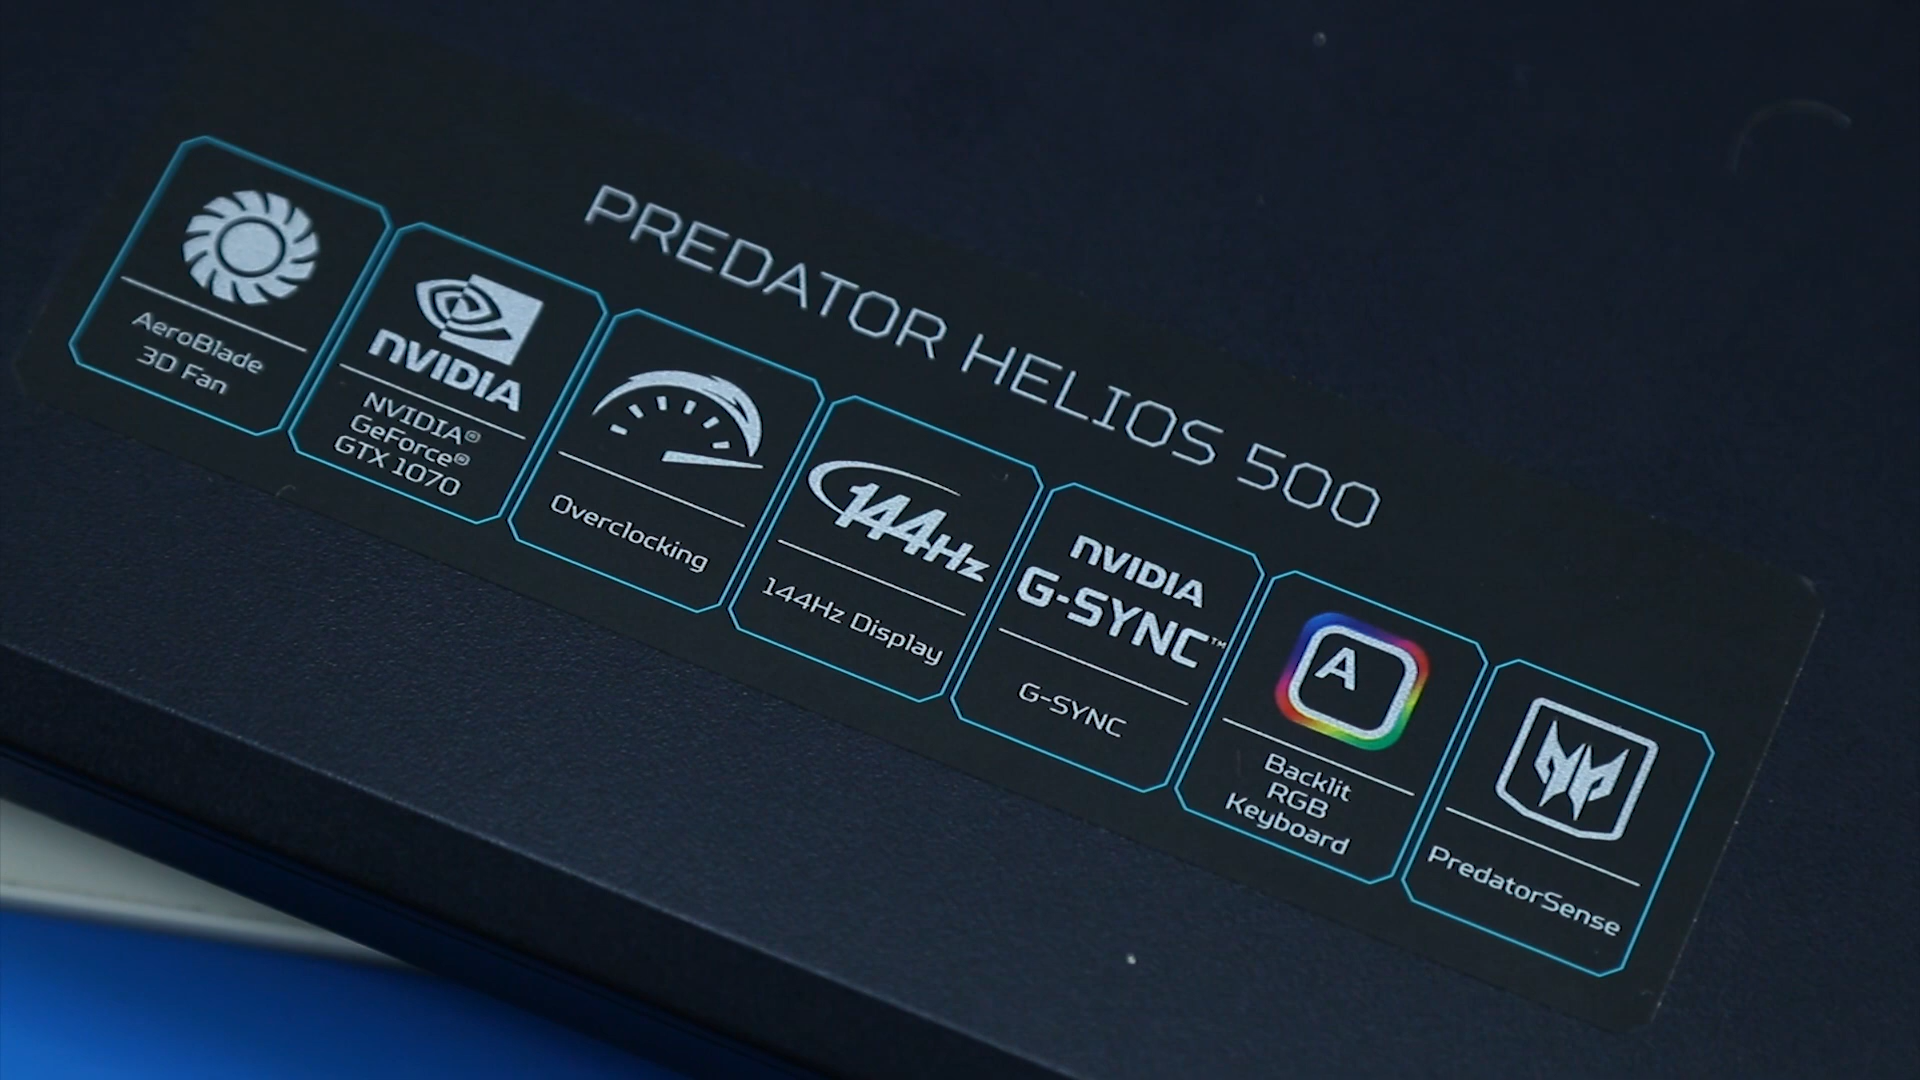 PREDATOR HELIOS 500
AeroBlade
3D Fan
NVIDIA
NVIDIA®
GeForce®
GTX 1070
Overclocking
144Hz
144Hz Display
NVIDIA
G-SYNC™
G-SYNC
A
Backlit
RGB
Keyboard
PredatorSense